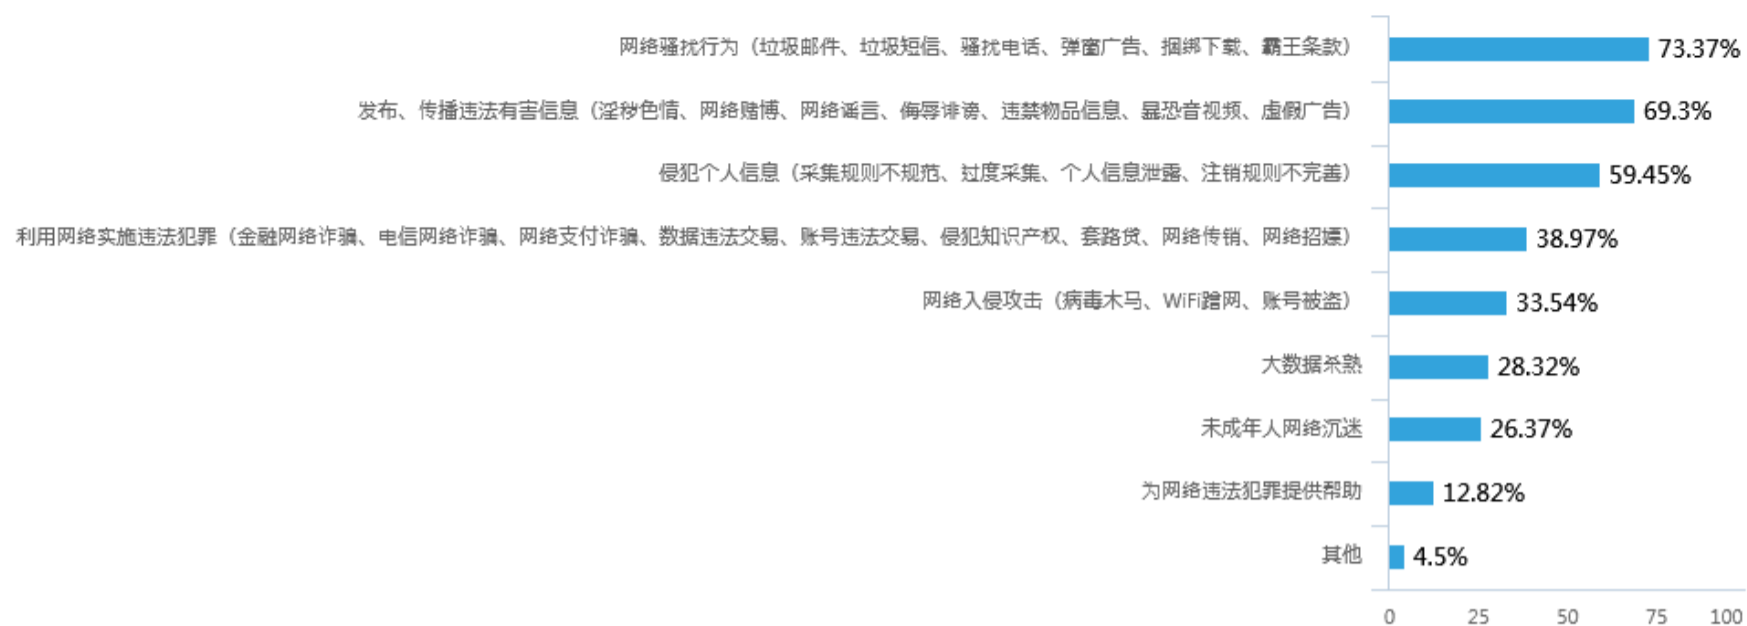 网络骚扰行为（垃圾邮件、垃圾短信、骚扰电话、弹窗广告、捆绑下载、霸王条款） 73.37%
发布、传播违法有害信息（淫秽色情、网络赌博、网络谣言、侮辱诽谤、违禁物品信息、暴恐音视频、虚假广告） 69.3%
侵犯个人信息（采集规则不规范、过度采集、个人信息泄露、注销规则不完善） 59.45%
利用网络实施违法犯罪（金融网络诈骗、电信网络诈骗、网络支付诈骗、数据违法交易、账号违法交易、侵犯知识产权、套路贷、网络传销、网络招嫖） 38.97%
网络入侵攻击（病毒木马、WiFi蹭网、账号被盗） 33.54%
大数据杀熟 28.32%
未成年人网络沉迷 26.37%
为网络违法犯罪提供帮助 12.82%
其他 4.5%
0 25 50 75 100